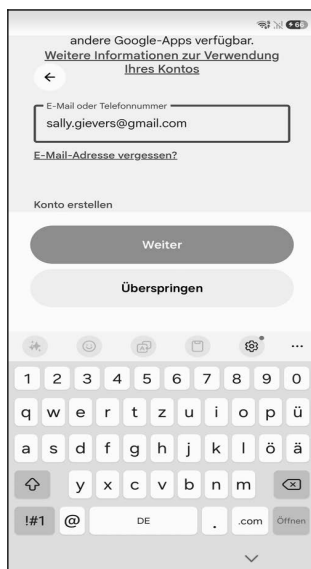 66
andere Google-Apps verfügbar.
Weitere Informationen zur Verwendung
Ihres Kontos
E-Mail oder Telefonnummer
sally.gievers@gmail.com
E-Mail-Adresse vergessen?
Konto erstellen
Weiter
Überspringen
1 2 3 4 5 6 7 8 9 0
q w e r t z u i o p ü
a s d f g h j k l ö ä
y x c v b n m
!#1 @ DE . .com Öffnen